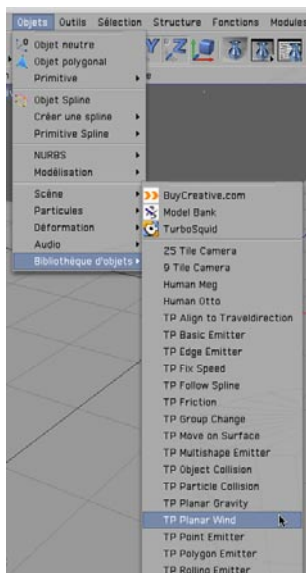 Objets Outils Sélection Structure Fonctions Modules
Objet neutre
Objet polygonal
Primitive
Objet Spline
Créer une spline
Primitive Spline
NURBS
Modélisation
Scène
Particules
Déformation
Audio
Bibliothèque d'objets
BuyCreative.com
Model Bank
TurboSquid
25 Tile Camera
9 Tile Camera
Human Meg
Human Otto
TP Align to Traveldirection
TP Basic Emitter
TP Edge Emitter
TP Fix Speed
TP Follow Spline
TP Friction
TP Group Change
TP Move on Surface
TP Multishape Emitter
TP Object Collision
TP Particle Collision
TP Planar Gravity
TP Planar Wind
TP Point Emitter
TP Polygon Emitter
TP Rolling Emitter